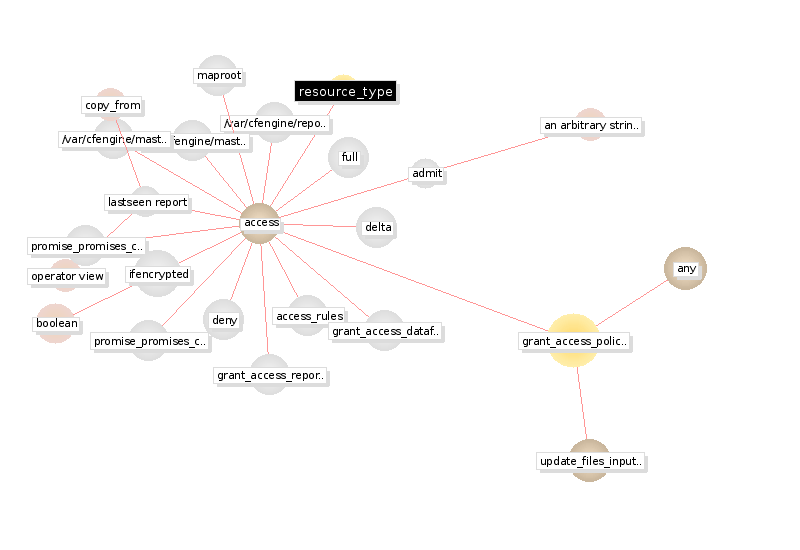 maproot
resource_type
copy_from
/var/cfengine/repo..
an arbitrary strin..
/var/cfengine/mast..
fengine/mast..
full
admit
lastseen report
access
delta
promise_promises_c..
any
operator view
ifencrypted
boolean
deny
access_rules
grant_access_dataf..
promise_promises_c..
grant_access_polic..
grant_access_repor..
update_files_input..